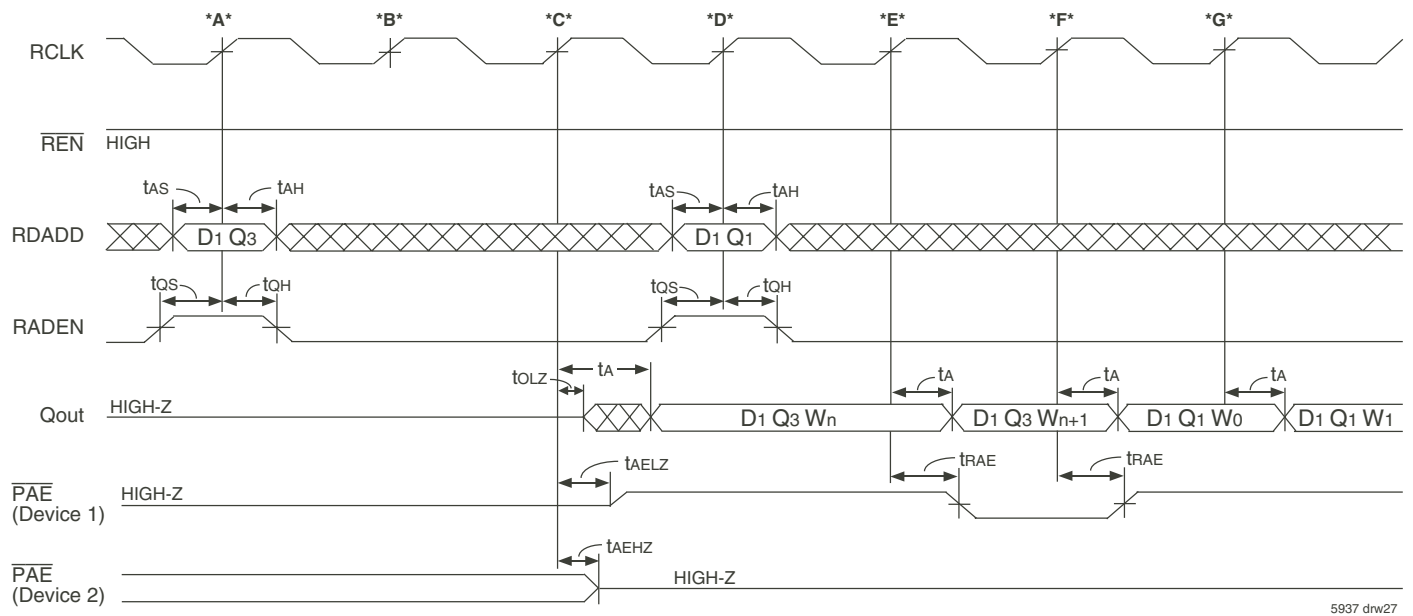 *A* *B* *C* *D* *E* *F* *G*
RCLK
REN HIGH
tAS tAH tAS tAH
RDADD D1 Q3 D1 Q1
tQS tQH tQS tQH
RADEN
tOLZ tA tA tA tA
Qout HIGH-Z D1 Q3 Wn D1 Q3 Wn+1 D1 Q1 W0 D1 Q1 W1
tAELZ tRAE tRAE
PAE HIGH-Z
(Device 1)
tAEHZ
PAE HIGH-Z
(Device 2)
5937 drw27